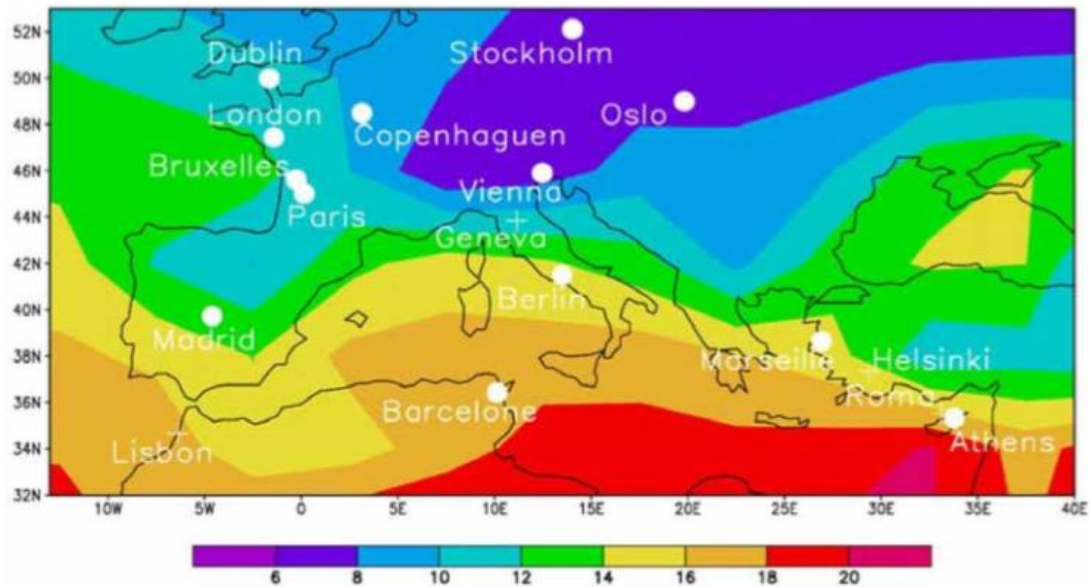 52N
50N
48N
46N
44N
42N
40N
38N
36N
34N
32N
Dublin
Stockholm
London
Oslo
Copenhaguen
Bruxelles
Vienna
Paris
Geneva
Berlin
Madrid
Marseille
Helsinki
Roma
Barcelone
Athens
Lisbon
10W 5W 0 5E 10E 15E 20E 25E 30E 35E 40E
6 8 10 12 14 16 18 20